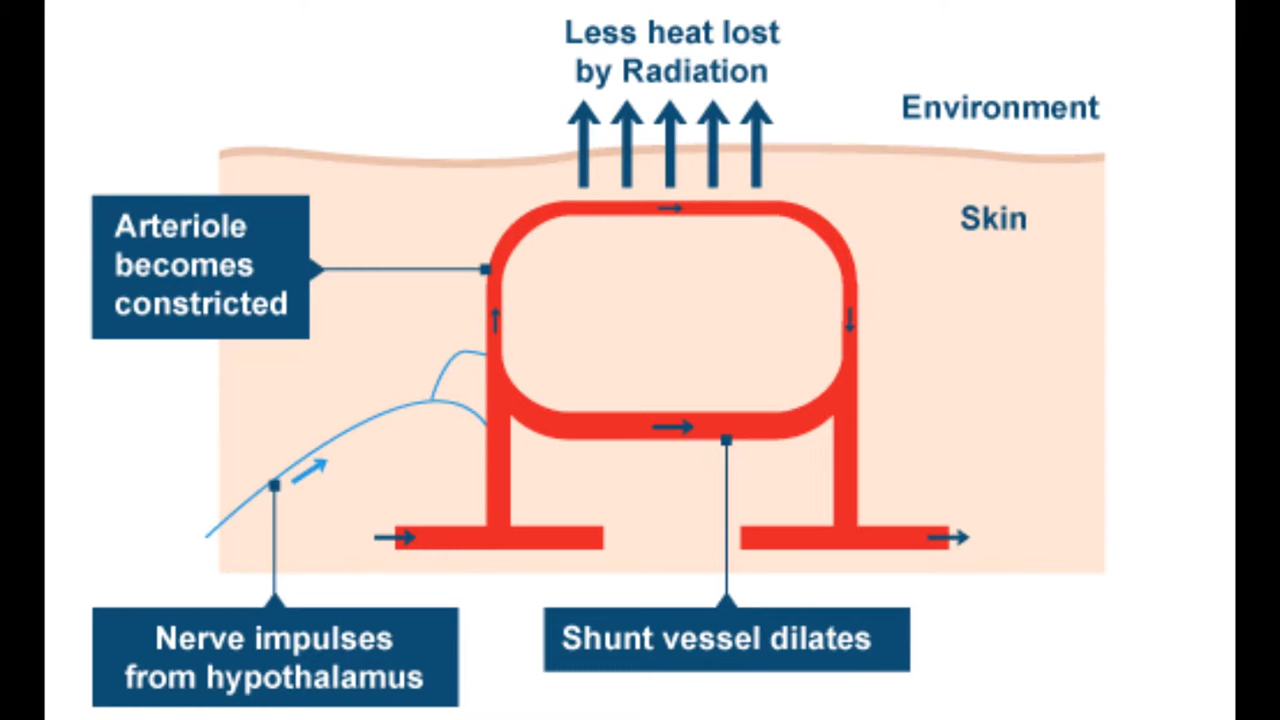 Less heat lost
by Radiation
Environment
Arteriole
becomes
constricted
Skin
Nerve impulses
from hypothalamus
Shunt vessel dilates